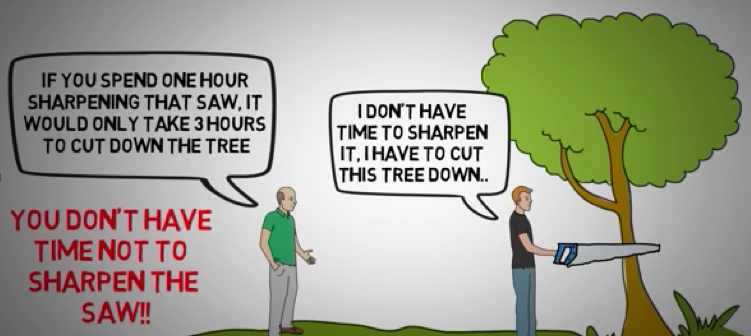 IF YOU SPEND ONE HOUR
SHARPENING THAT SAW, IT
WOULD ONLY TAKE 3 HOURS
TO CUT DOWN THE TREE
I DON'T HAVE
TIME TO SHARPEN
IT, I HAVE TO CUT
THIS TREE DOWN..
YOU DON'T HAVE
TIME NOT TO
SHARPEN THE
SAW!!